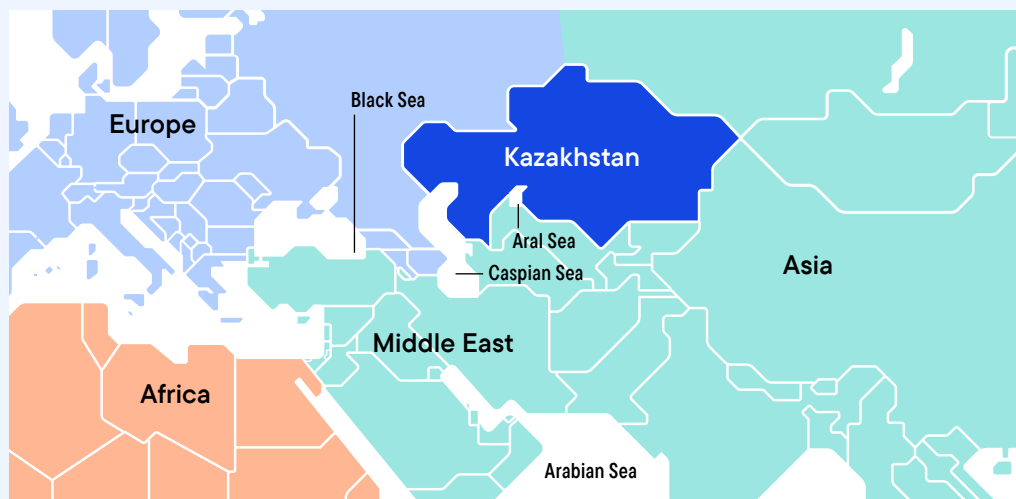 Black Sea
Europe
Kazakhstan
Aral Sea
Asia
Caspian Sea
Middle East
Africa
Arabian Sea